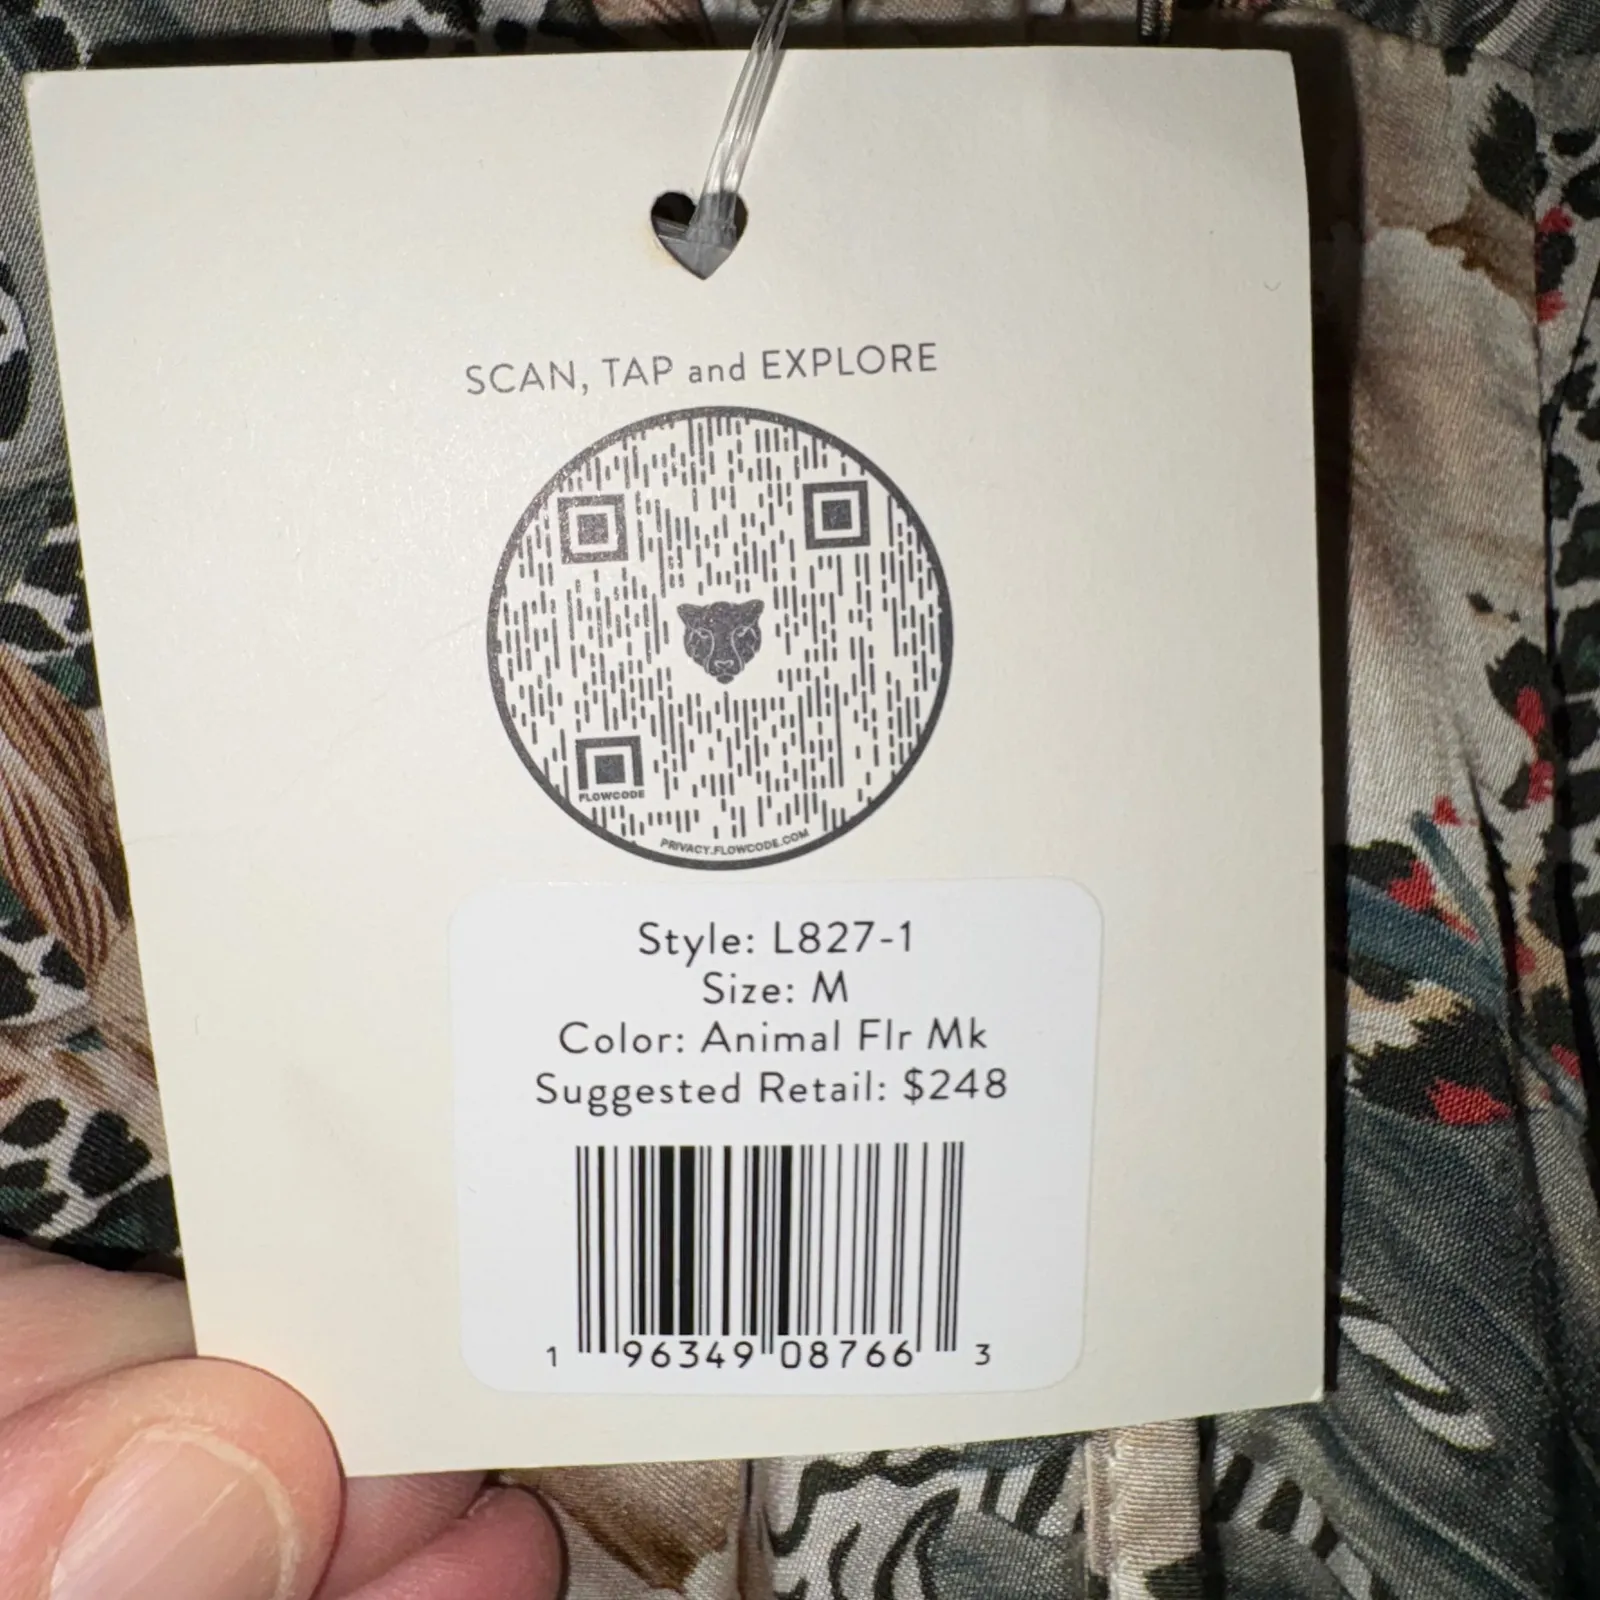 SCAN, TAP and EXPLORE
FLOWCODE
PRIVACY.FLOWCODE.COM
Style: L827-1
Size: M
Color: Animal Flr Mk
Suggested Retail: $248
1 96349 08766 3